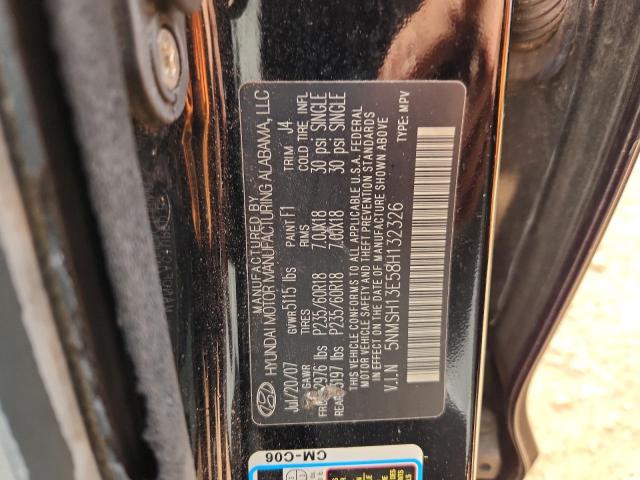 MANUFACTURED BY
HYUNDAI MOTOR MANUFACTURING ALABAMA, LLC
Jul/20/07 GVWR 5115 lbs PAINT F1 TRIM J4
GAWR TIRES RIMS COLD TIRE INFL
2976 lbs P235/60R18 7.0JX18 30 psi SINGLE
REAR 3197 lbs P235/60R18 7.0JX18 30 psi SINGLE
THIS VEHICLE CONFORMS TO ALL APPLICABLE U.S.A. FEDERAL
MOTOR VEHICLE SAFETY AND THEFT PREVENTION STANDARDS
IN EFFECT ON THE DATE OF MANUFACTURE SHOWN ABOVE
V.I.N 5NMSH13E58H132326 TYPE: MPV
CM-C06